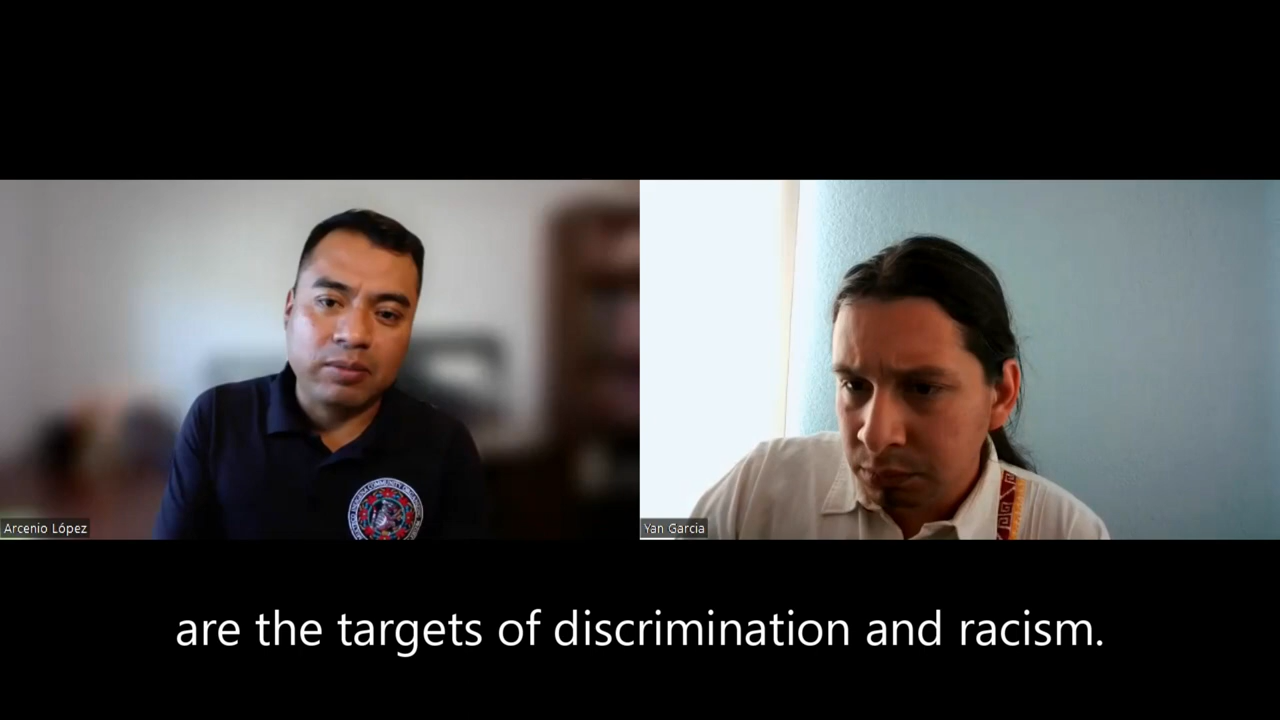 Arcenio López
Yan Garcia
are the targets of discrimination and racism.